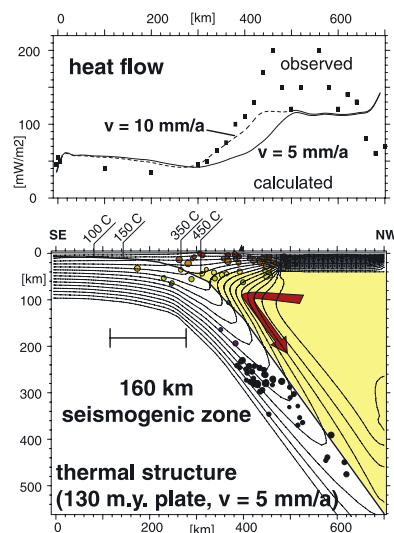 0 200 [km] 400 600
200
100
0
[mW/m2]
heat flow
observed
v = 10 mm/a
v = 5 mm/a
calculated
100 C
150 C
350 C
450 C
SE
NW
0
[km]
100
200
300
400
500
160 km
seismogenic zone
thermal structure
(130 m.y. plate, v = 5 mm/a)
0 200 [km] 400 600